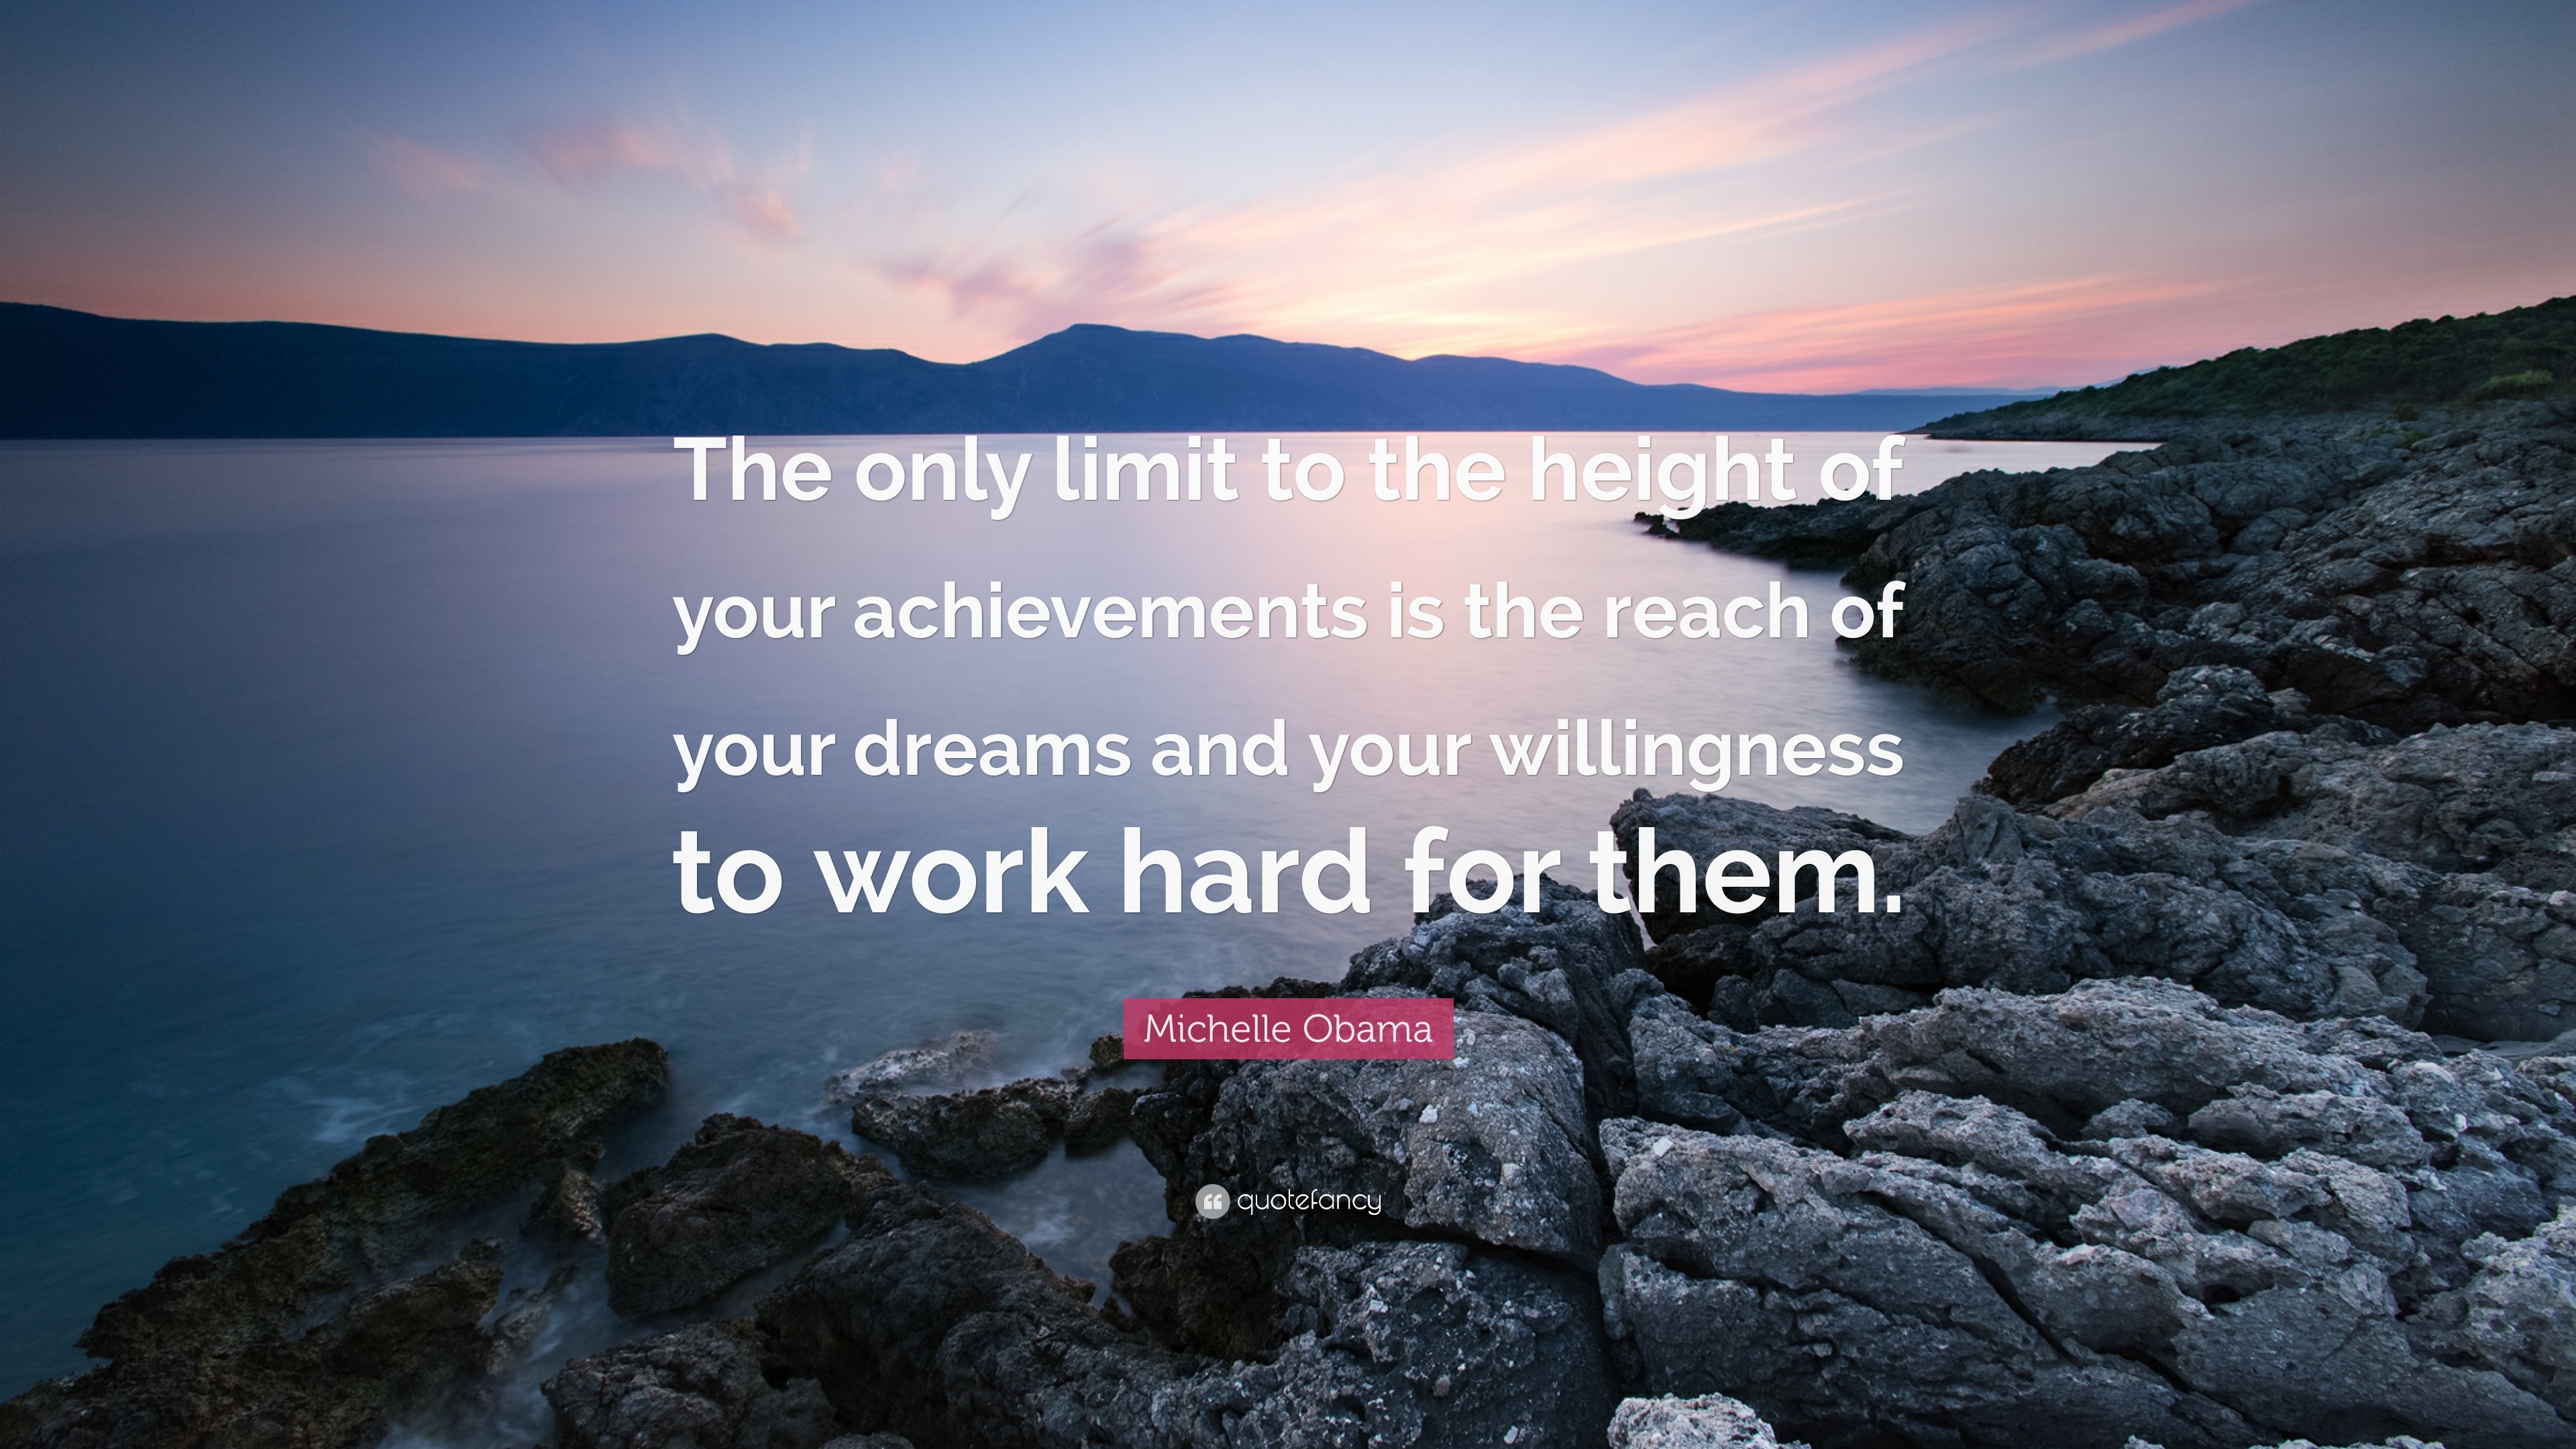 The only limit to the height of
your achievements is the reach of
your dreams and your willingness
to work hard for them.
Michelle Obama
quotefancy